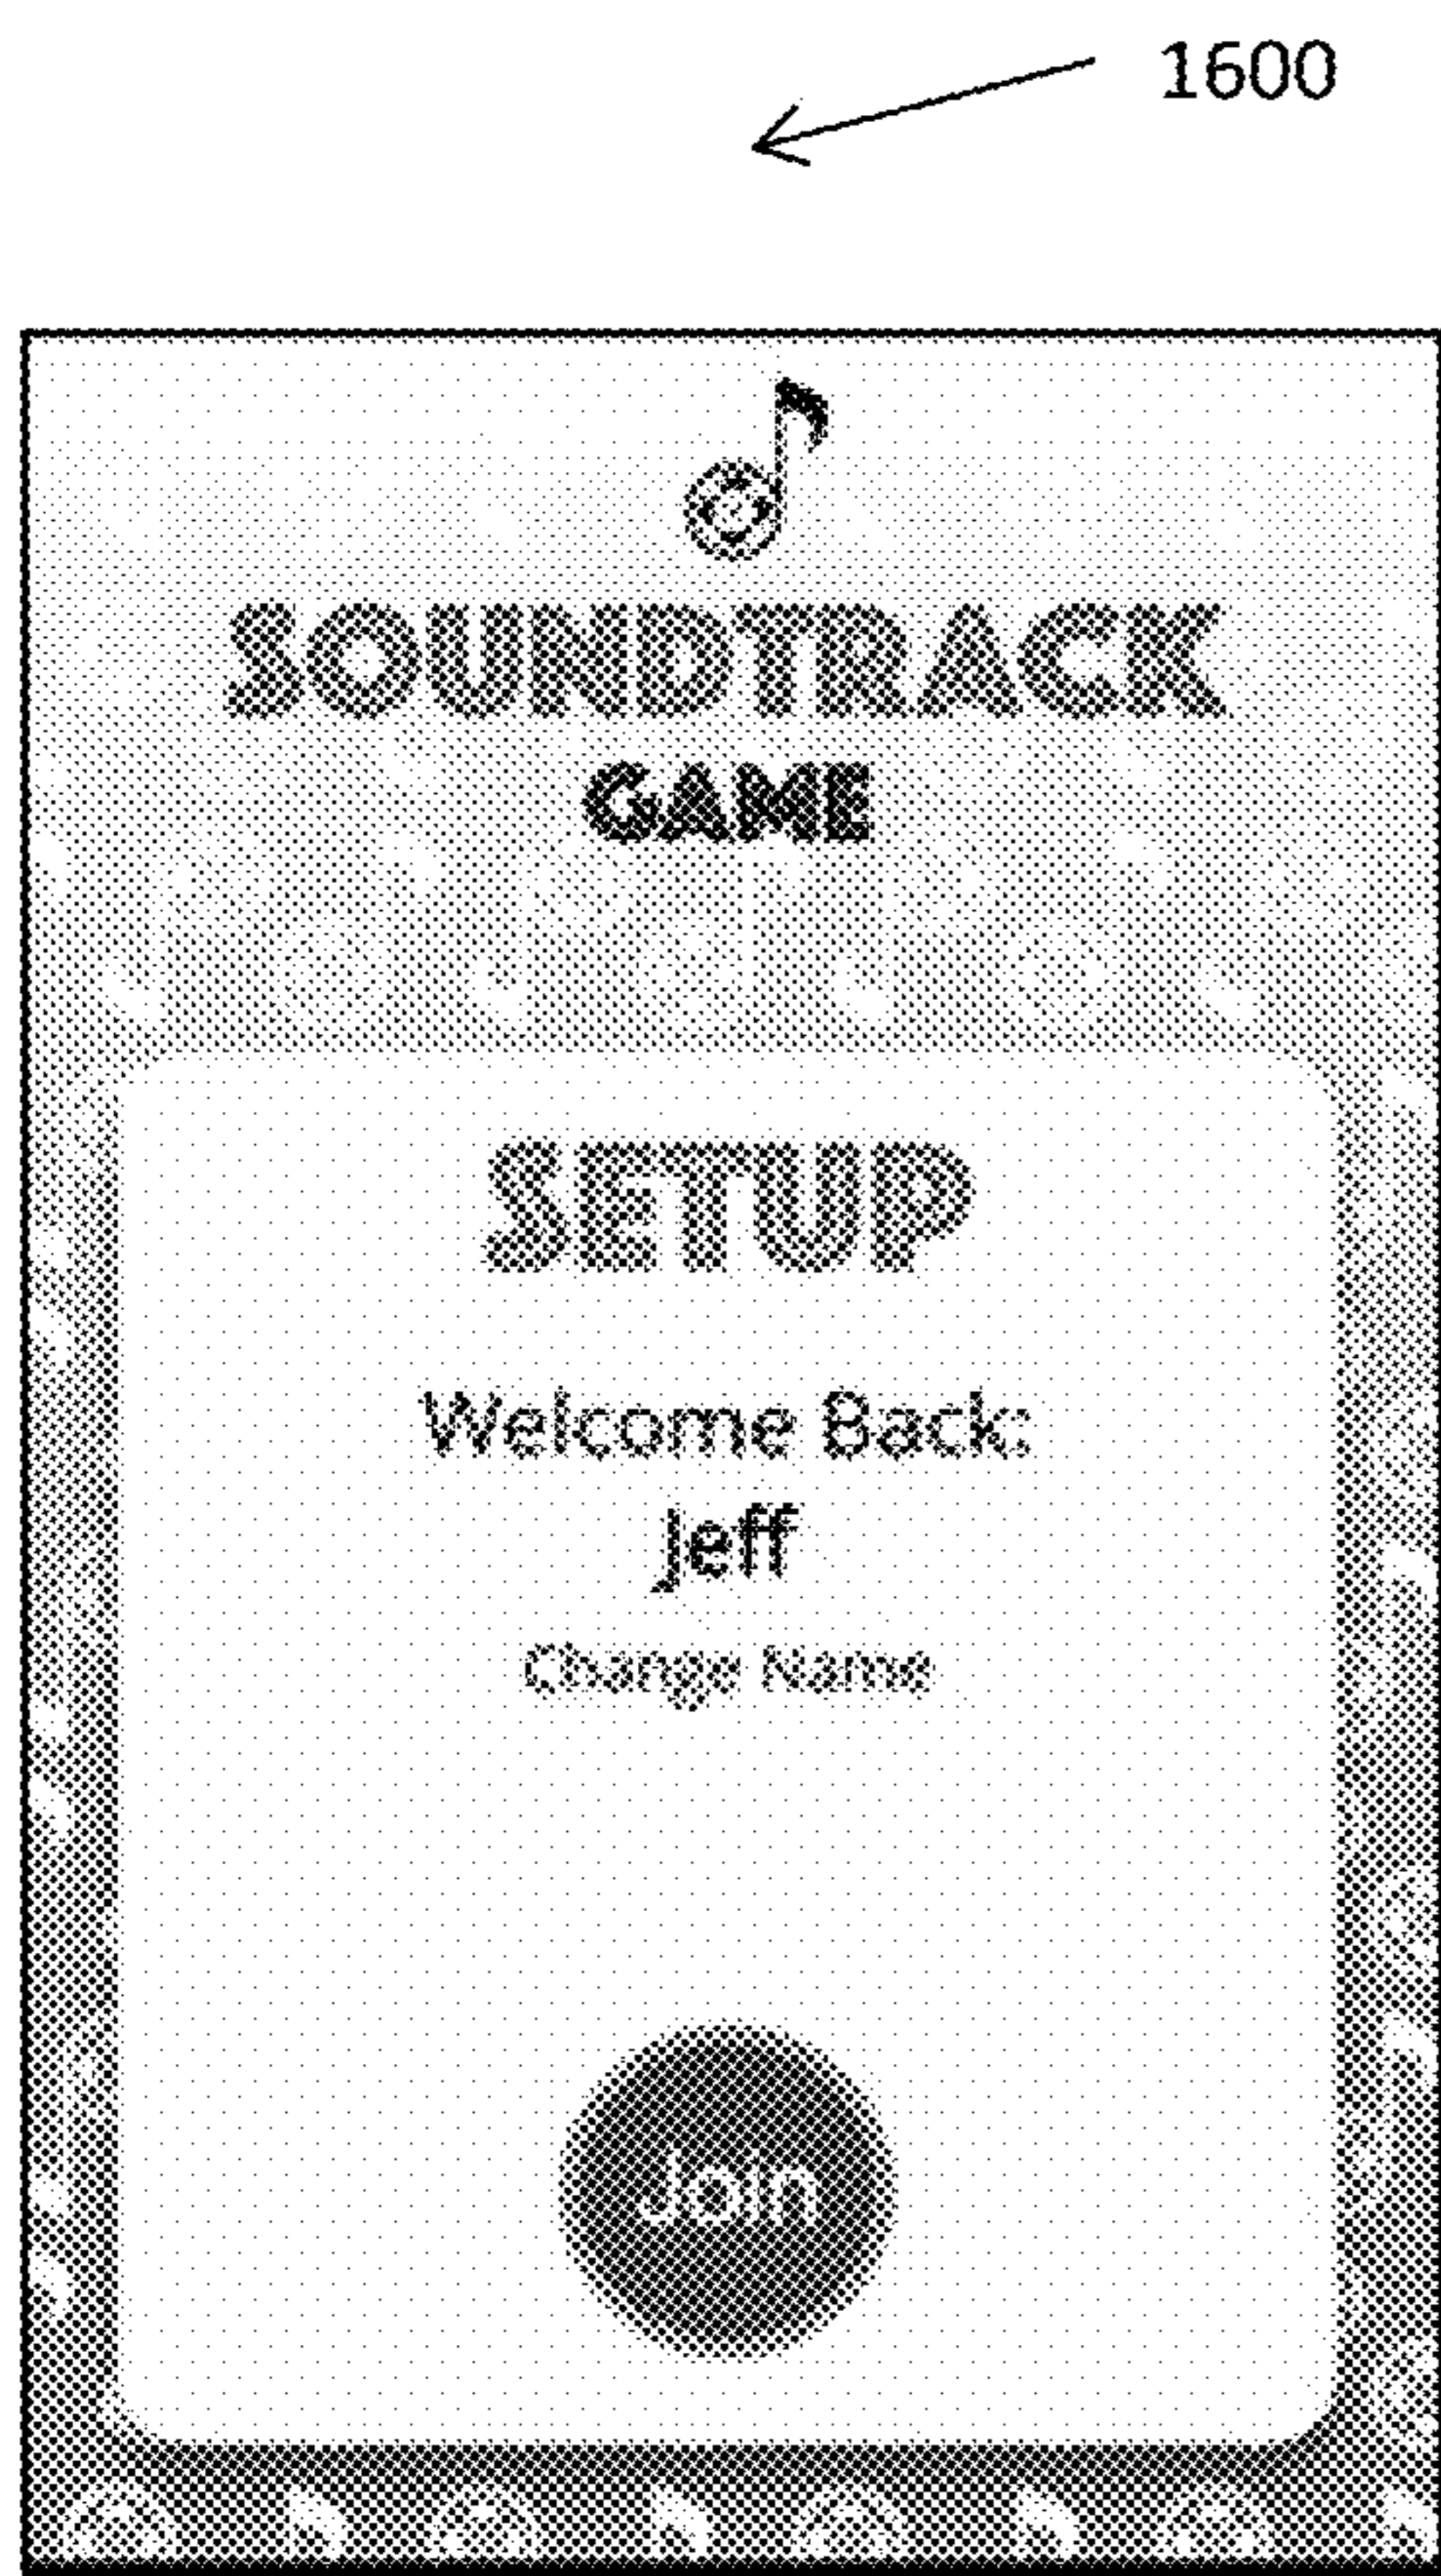 1600
SOUNDTRACK
GAME
SETUP
Welcome Back:
Jeff
Change Name
Join